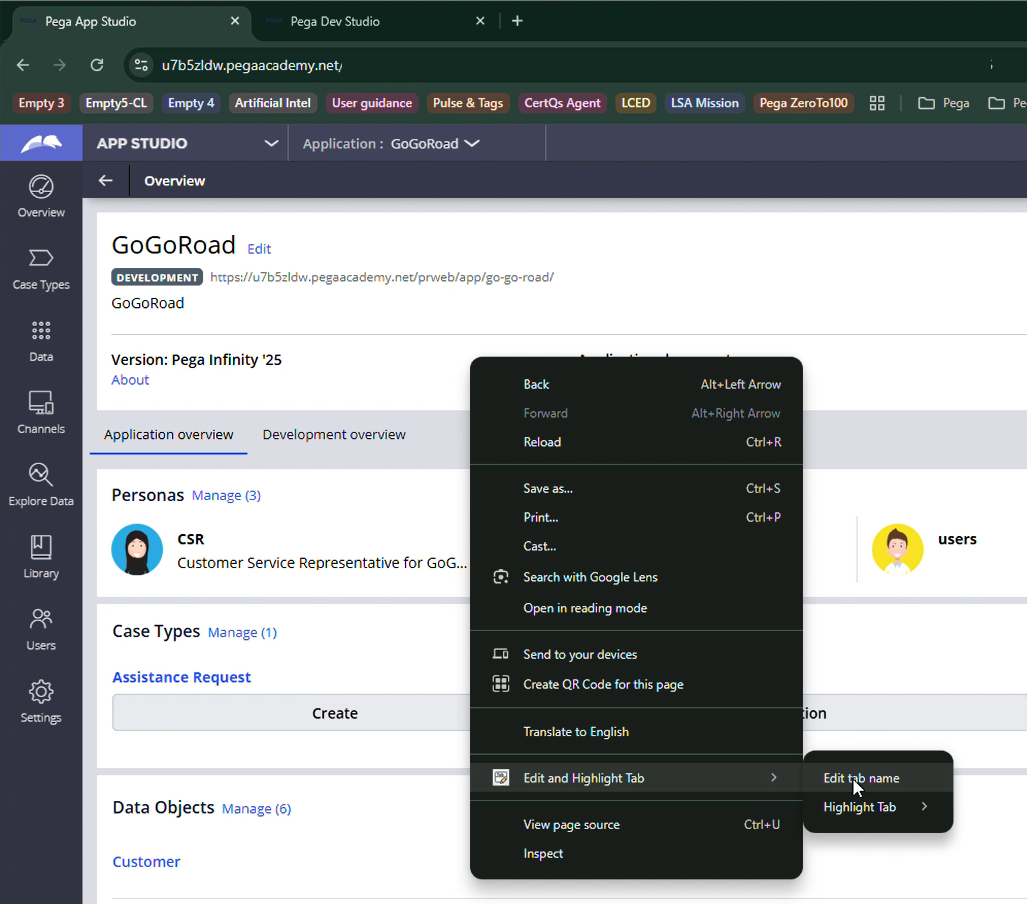 Pega App Studio
Pega Dev Studio
u7b5zldw.pegaacademy.net/
Empty 3 Empty5-CL Empty 4 Artificial Intel User guidance Pulse & Tags CertQs Agent LCED LSA Mission Pega ZeroTo100 Pega
APP STUDIO Application : GoGoRoad
Overview
Overview
Case Types
Data
Channels
Explore Data
Library
Users
Settings
GoGoRoad Edit
DEVELOPMENT https://u7b5zldw.pegaacademy.net/prweb/app/go-go-road/
GoGoRoad
Version: Pega Infinity '25
About
Application overview Development overview
Personas Manage (3)
CSR
Customer Service Representative for GoG...
users
Case Types Manage (1)
Assistance Request
Create
Data Objects Manage (6)
Customer
Back Alt+Left Arrow
Forward Alt+Right Arrow
Reload Ctrl+R
Save as... Ctrl+S
Print... Ctrl+P
Cast...
Search with Google Lens
Open in reading mode
Send to your devices
Create QR Code for this page
Translate to English
Edit and Highlight Tab
View page source Ctrl+U
Inspect
Edit tab name
Highlight Tab